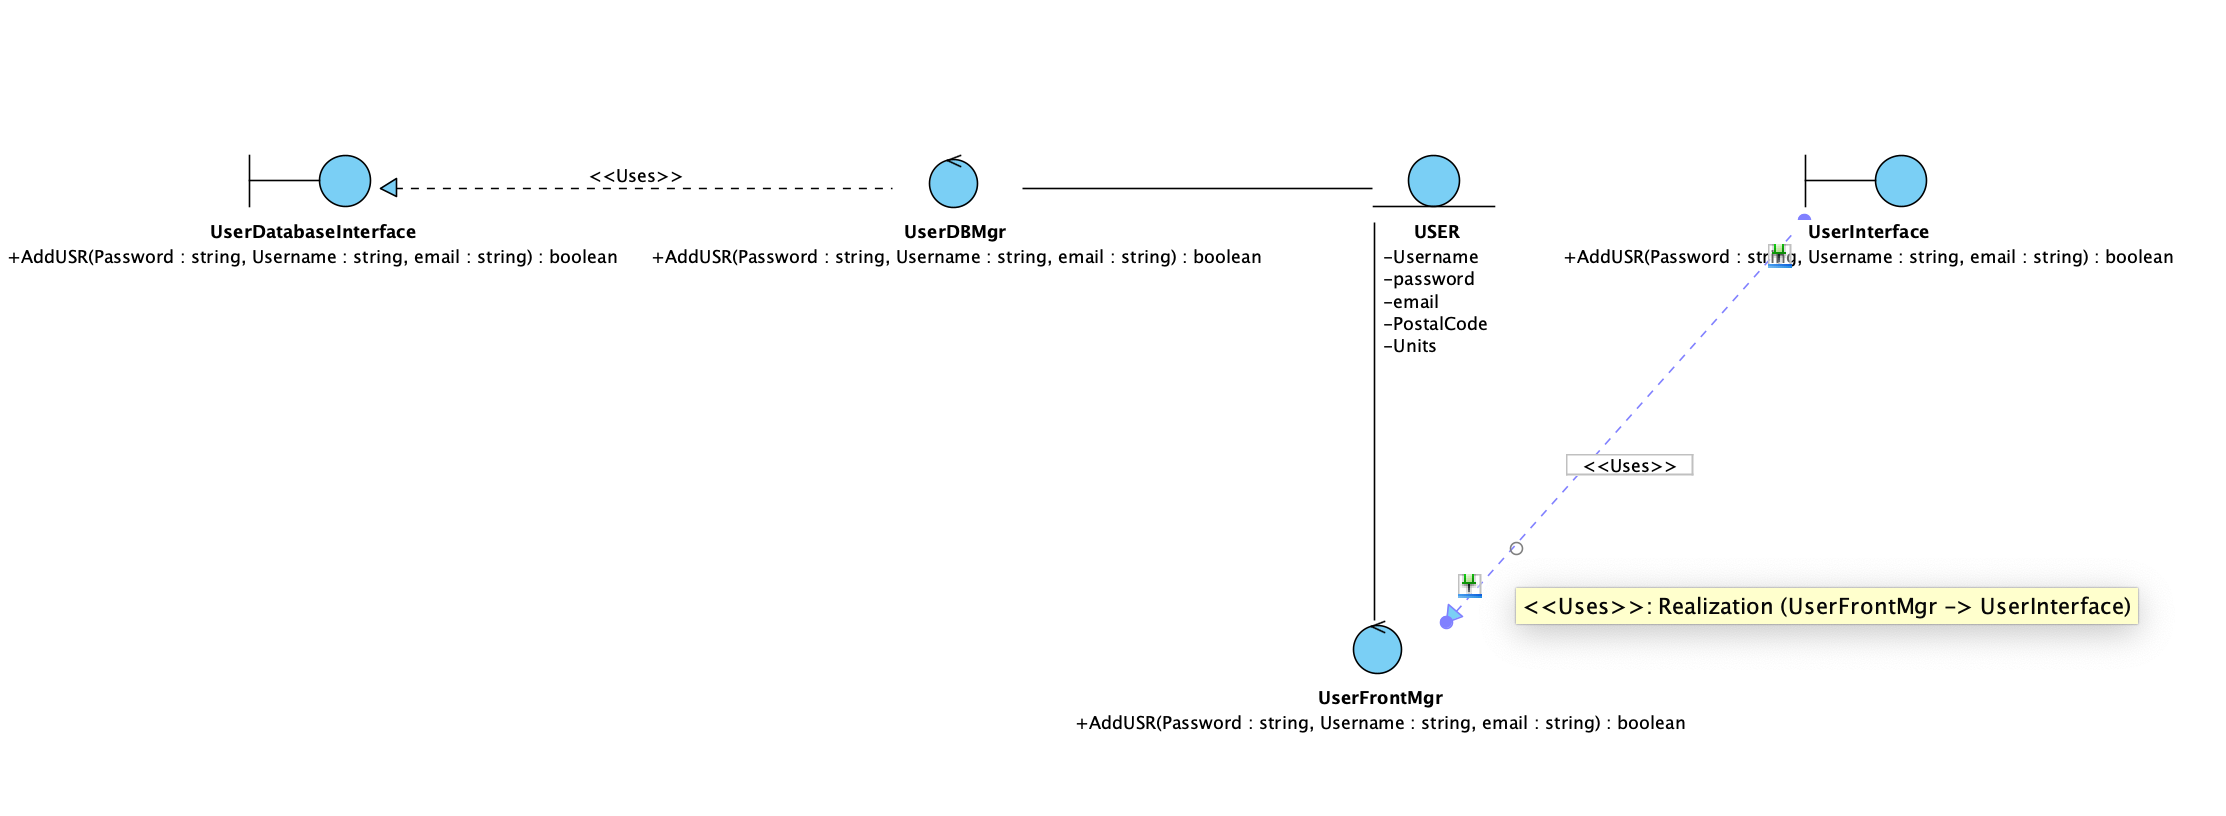 <<Uses>>
UserDatabaseInterface
+AddUSR(Password : string, Username : string, email : string) : boolean
UserDBMgr
+AddUSR(Password : string, Username : string, email : string) : boolean
USER
-Username
-password
-email
-PostalCode
-Units
UserInterface
+AddUSR(Password : string, Username : string, email : string) : boolean
<<Uses>>
<<Uses>>: Realization (UserFrontMgr -> UserInterface)
UserFrontMgr
+AddUSR(Password : string, Username : string, email : string) : boolean